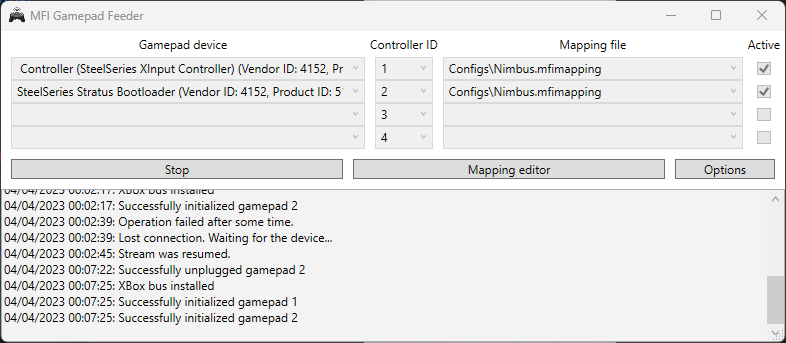 MFI Gamepad Feeder
Gamepad device Controller ID Mapping file Active
Controller (SteelSeries XInput Controller) (Vendor ID: 4152, Pr 1 Configs\Nimbus.mfimapping
SteelSeries Stratus Bootloader (Vendor ID: 4152, Product ID: 5 2 Configs\Nimbus.mfimapping
3
4
Stop Mapping editor Options
04/04/2023 00:02:17: XBox bus installed
04/04/2023 00:02:17: Successfully initialized gamepad 2
04/04/2023 00:02:39: Operation failed after some time.
04/04/2023 00:02:39: Lost connection. Waiting for the device...
04/04/2023 00:02:45: Stream was resumed.
04/04/2023 00:07:22: Successfully unplugged gamepad 2
04/04/2023 00:07:25: XBox bus installed
04/04/2023 00:07:25: Successfully initialized gamepad 1
04/04/2023 00:07:25: Successfully initialized gamepad 2